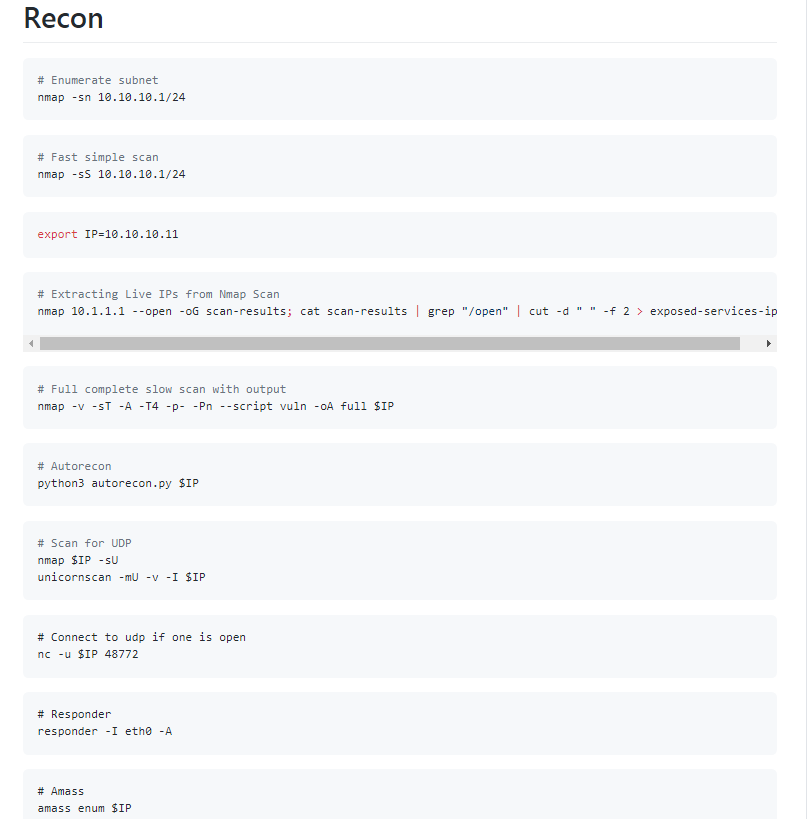 Recon
# Enumerate subnet
nmap -sn 10.10.10.1/24
# Fast simple scan
nmap -sS 10.10.10.1/24
export IP=10.10.10.11
# Extracting Live IPs from Nmap Scan
nmap 10.1.1.1 --open -oG scan-results; cat scan-results | grep "/open" | cut -d " " -f 2 > exposed-services-ip
# Full complete slow scan with output
nmap -v -sT -A -T4 -p- -Pn --script vuln -oA full $IP
# Autorecon
python3 autorecon.py $IP
# Scan for UDP
nmap $IP -sU
unicornscan -mU -v -I $IP
# Connect to udp if one is open
nc -u $IP 48772
# Responder
responder -I eth0 -A
# Amass
amass enum $IP